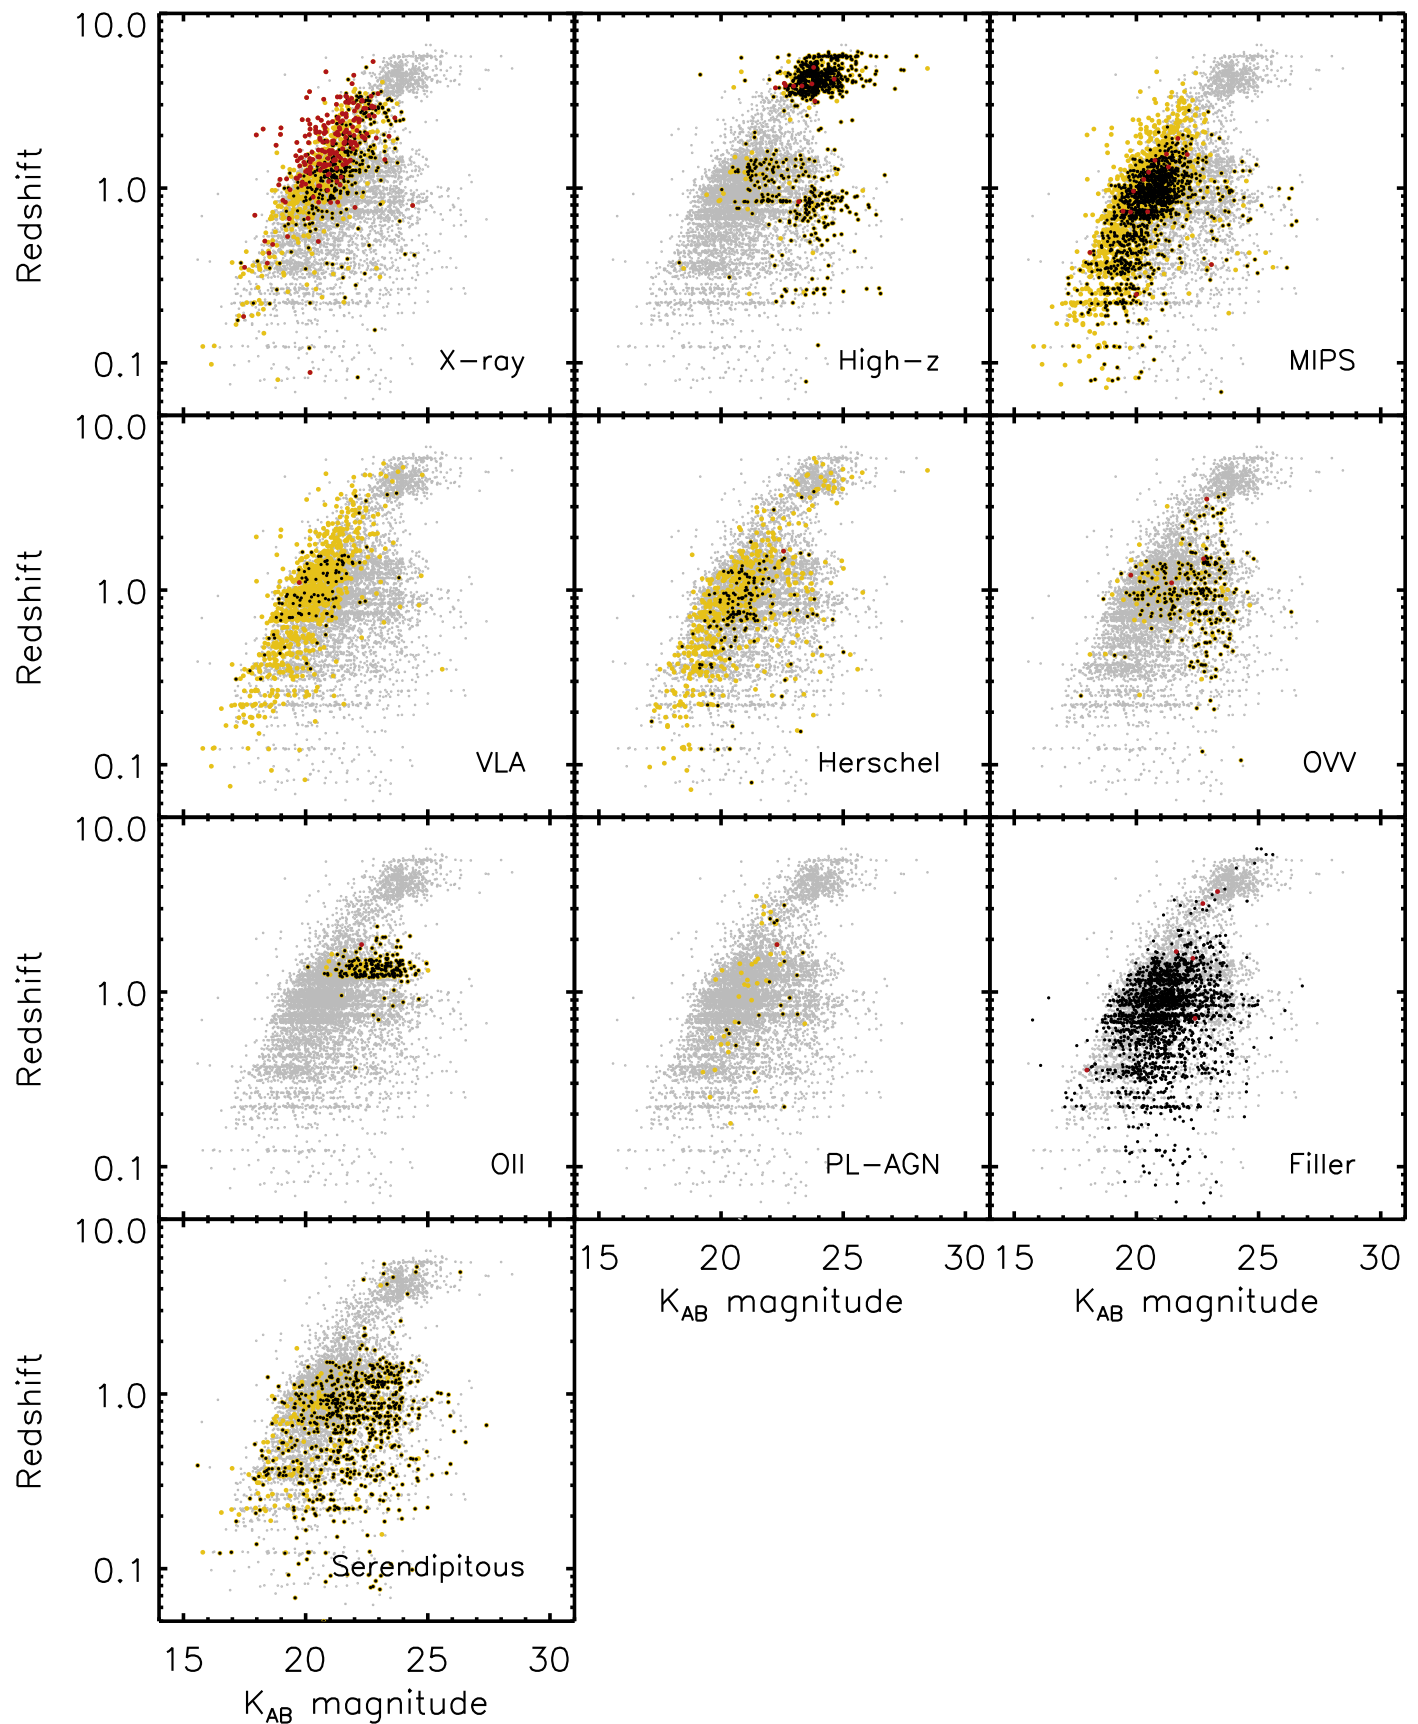 10.0
1.0
0.1
Redshift
X-ray
High-z
MIPS
10.0
1.0
0.1
Redshift
VLA
Herschel
OVV
10.0
1.0
0.1
Redshift
OII
PL-AGN
Filler
15 20 25 30
K_AB magnitude
15 20 25 30
K_AB magnitude
10.0
1.0
0.1
Redshift
Serendipitous
15 20 25 30
K_AB magnitude